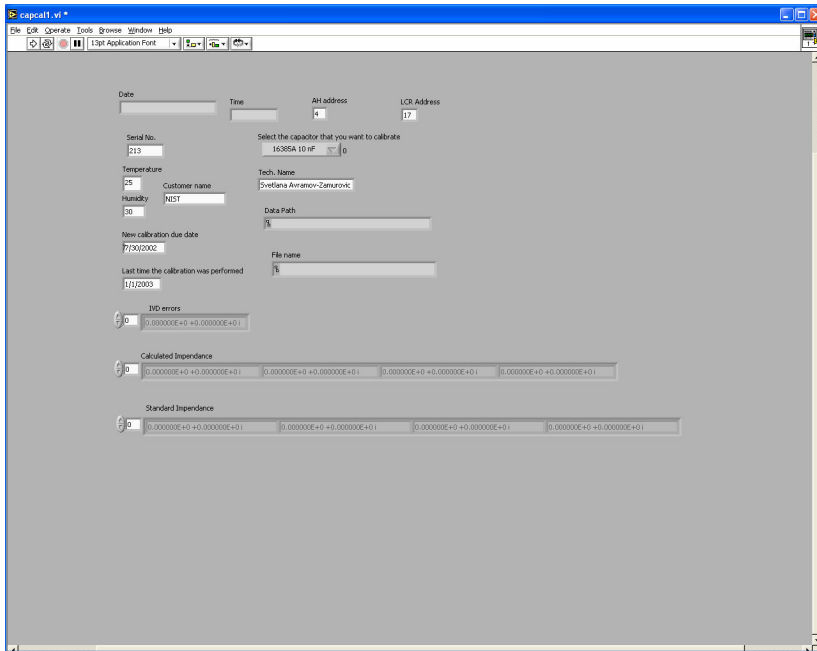 capcal1.vi *
File Edit Operate Tools Browse Window Help
13pt Application Font
1
Date
Time
AH address
4
LCR Address
17
Serial No.
213
Select the capacitor that you want to calibrate
16385A 10 nF
0
Temperature
25
Customer name
NIST
Tech. Name
Svetlana Avramov-Zamurovic
Humidity
30
Data Path
%
New calibration due date
7/30/2002
File name
%
Last time the calibration was performed
1/1/2003
IVD errors
0
0.000000E+0 +0.000000E+0 i
Calculated Impendance
0
0.000000E+0 +0.000000E+0 i 0.000000E+0 +0.000000E+0 i 0.000000E+0 +0.000000E+0 i 0.000000E+0 +0.000000E+0 i
Standard Impendance
0
0.000000E+0 +0.000000E+0 i 0.000000E+0 +0.000000E+0 i 0.000000E+0 +0.000000E+0 i 0.000000E+0 +0.000000E+0 i